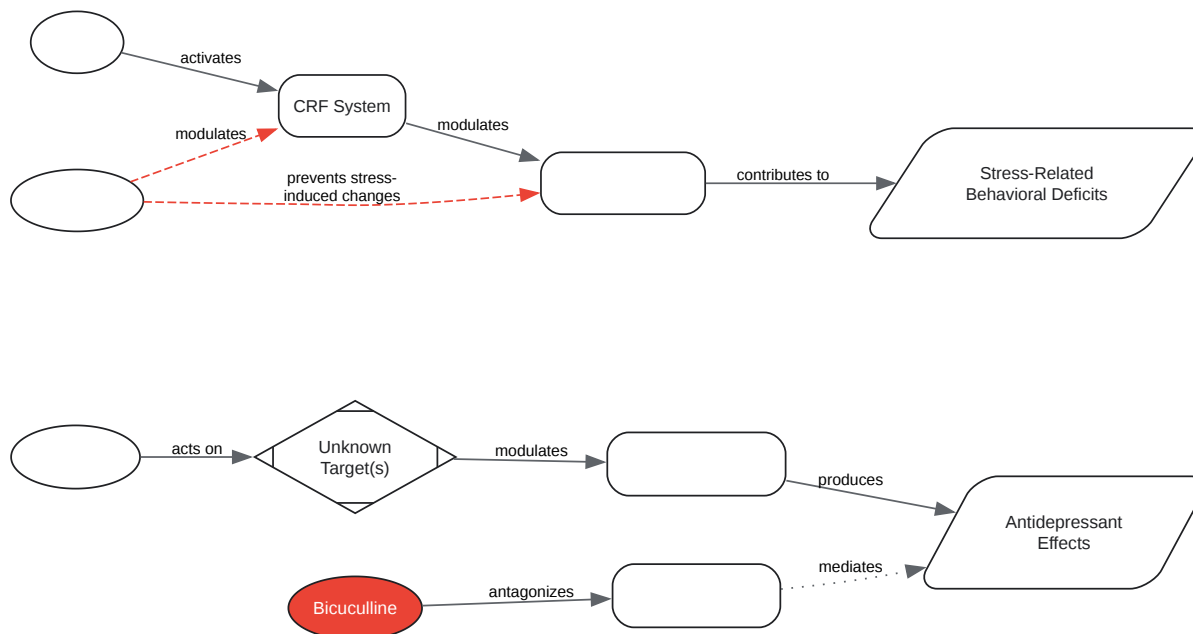 activates
CRF System
modulates
modulates
prevents stress-
induced changes
contributes to
Stress-Related
Behavioral Deficits
acts on
Unknown
Target(s)
modulates
produces
Antidepressant
Effects
Bicuculline
antagonizes
mediates